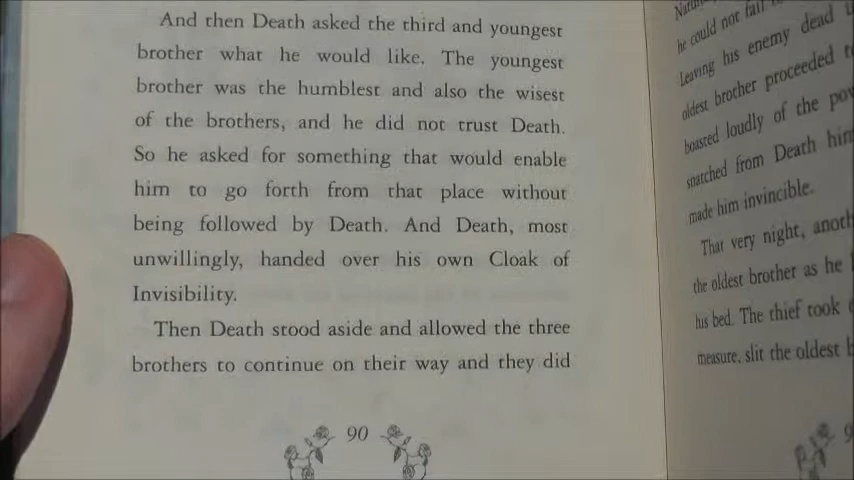 And then Death asked the third and youngest
brother what he would like. The youngest
brother was the humblest and also the wisest
of the brothers, and he did not trust Death.
So he asked for something that would enable
him to go forth from that place without
being followed by Death. And Death, most
unwillingly, handed over his own Cloak of
Invisibility.
Then Death stood aside and allowed the three
brothers to continue on their way and they did
90
he could not fail
Leaving his enemy dead
oldest brother proceeded
boasted loudly of the
snatched from Death
made him invincible.
That very night,
the oldest brother as he
his bed. The thief took
measure, slit the oldest